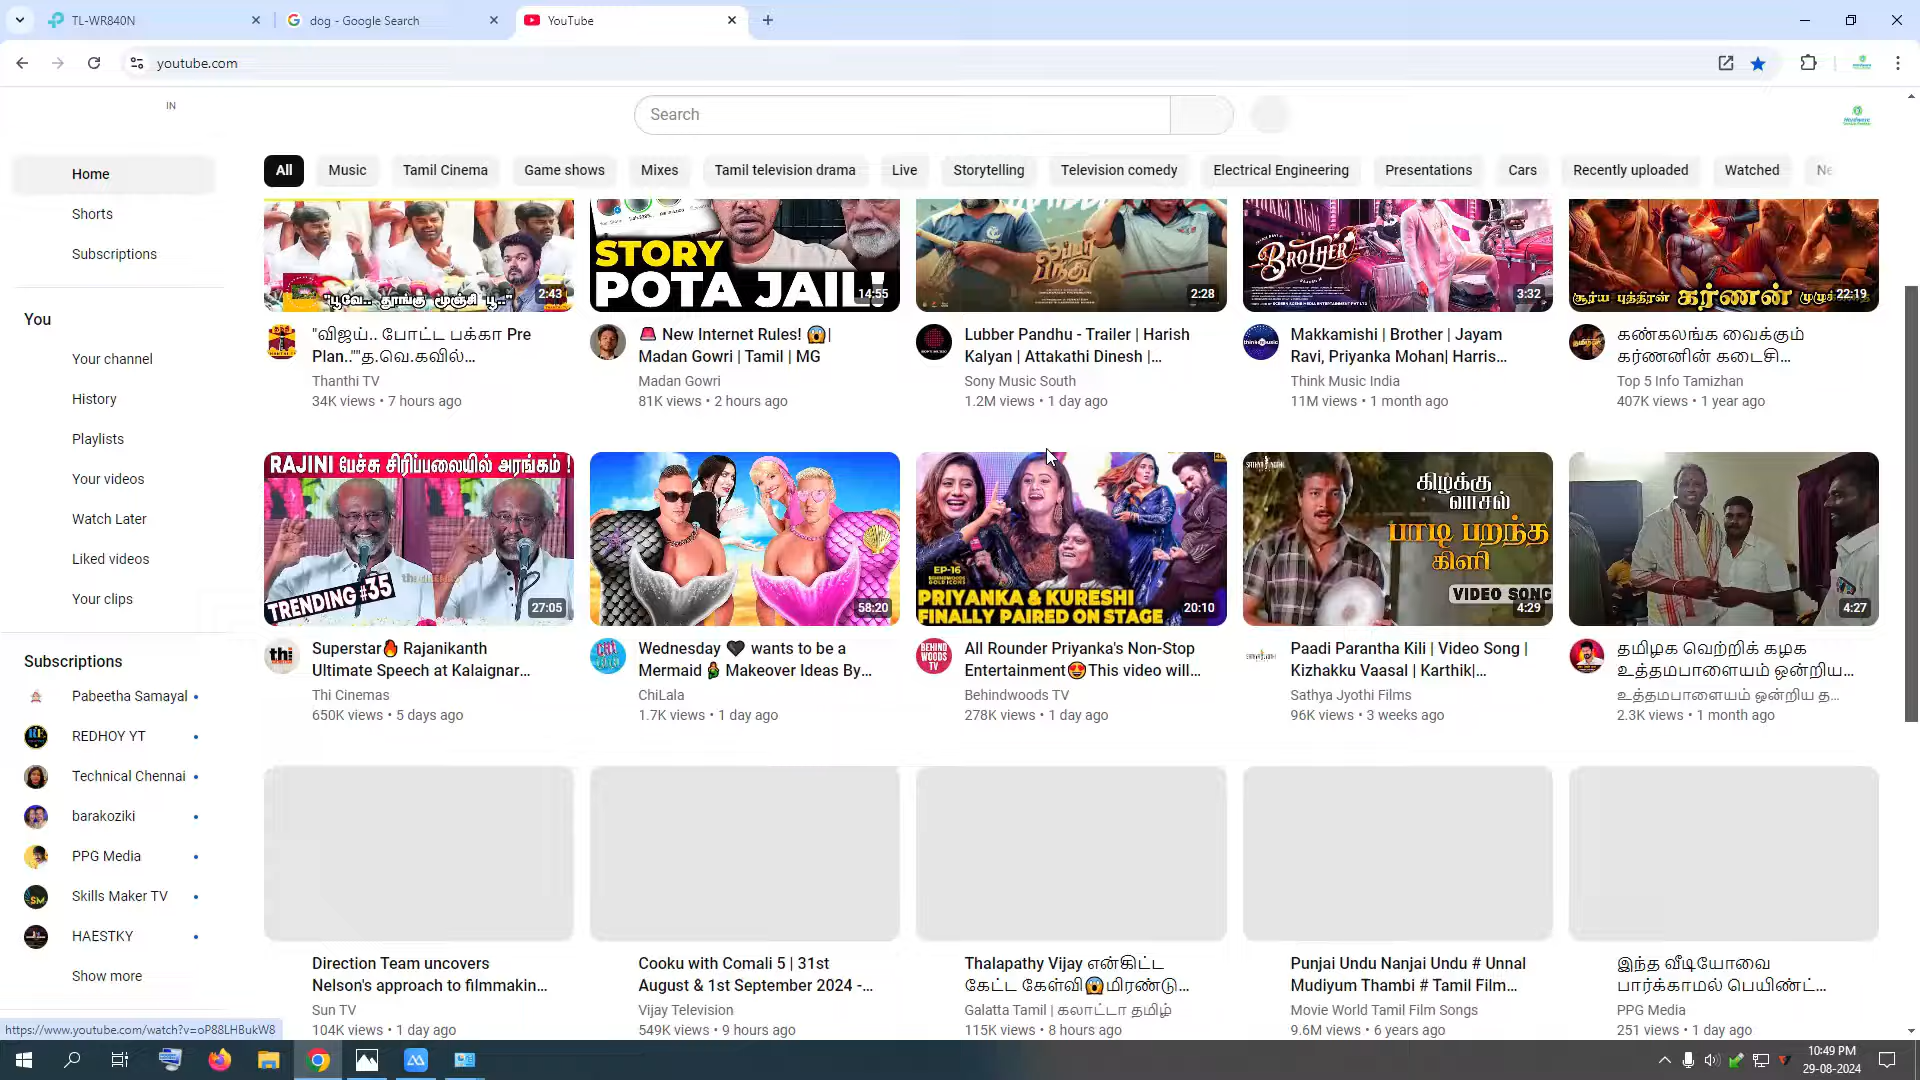 TL-WR840N
dog - Google Search
YouTube
youtube.com
IN
Search
Home
Shorts
Subscriptions
You
Your channel
History
Playlists
Your videos
Watch Later
Liked videos
Your clips
Subscriptions
Pabeetha Samayal
REDHOY YT
Technical Chennai
barakoziki
PPG Media
Skills Maker TV
HAESTKY
Show more
All Music Tamil Cinema Game shows Mixes Tamil television drama Live Storytelling Television comedy Electrical Engineering Presentations Cars Recently uploaded Watched Ne
2:43
"விஜய்.. போட்ட பக்கா Pre
Plan..""த.வெ.கவில்...
Thanthi TV
34K views • 7 hours ago
STORY
POTA JAIL!
14:55
New Internet Rules! 😱|
Madan Gowri | Tamil | MG
Madan Gowri
81K views • 2 hours ago
2:28
Lubber Pandhu - Trailer | Harish
Kalyan | Attakathi Dinesh |...
Sony Music South
1.2M views • 1 day ago
BROTHER
3:32
Makkamishi | Brother | Jayam
Ravi, Priyanka Mohan| Harris...
Think Music India
11M views • 1 month ago
சூர்ய புத்திரன் கர்ணன்
22:19
கண்கலங்க வைக்கும்
கர்ணனின் கடைசி...
Top 5 Info Tamizhan
407K views • 1 year ago
RAJINI பேச்சு சிரிப்பலையில் அரங்கம் !
TRENDING #35
27:05
Superstar🔥 Rajanikanth
Ultimate Speech at Kalaignar...
Thi Cinemas
650K views • 5 days ago
58:20
Wednesday 🖤 wants to be a
Mermaid 🧜‍♀️ Makeover Ideas By...
ChiLala
1.7K views • 1 day ago
EP-16
BEHINDWOODS
GOLD ICONS
PRIYANKA & KURESHI
FINALLY PAIRED ON STAGE
20:10
All Rounder Priyanka's Non-Stop
Entertainment😍This video will...
Behindwoods TV
278K views • 1 day ago
கிழக்கு
வாசல்
பாடி பறந்த
கிளி
VIDEO SONG
4:29
Paadi Parantha Kili | Video Song |
Kizhakku Vaasal | Karthik|...
Sathya Jyothi Films
96K views • 3 weeks ago
4:27
தமிழக வெற்றிக் கழக
உத்தமபாளையம் ஒன்றிய...
உத்தமபாளையம் ஒன்றிய த...
2.3K views • 1 month ago
Direction Team uncovers
Nelson's approach to filmmakin...
Sun TV
104K views • 1 day ago
Cooku with Comali 5 | 31st
August & 1st September 2024 -...
Vijay Television
549K views • 9 hours ago
Thalapathy Vijay என்கிட்ட
கேட்ட கேள்வி😱மிரண்டு...
Galatta Tamil | கலாட்டா தமிழ்
115K views • 8 hours ago
Punjai Undu Nanjai Undu # Unnal
Mudiyum Thambi # Tamil Film...
Movie World Tamil Film Songs
9.6M views • 6 years ago
இந்த வீடியோவை
பார்க்காமல் பெயிண்ட்...
PPG Media
251 views • 1 day ago
https://www.youtube.com/watch?v=oP88LHBukW8
10:49 PM
29-08-2024